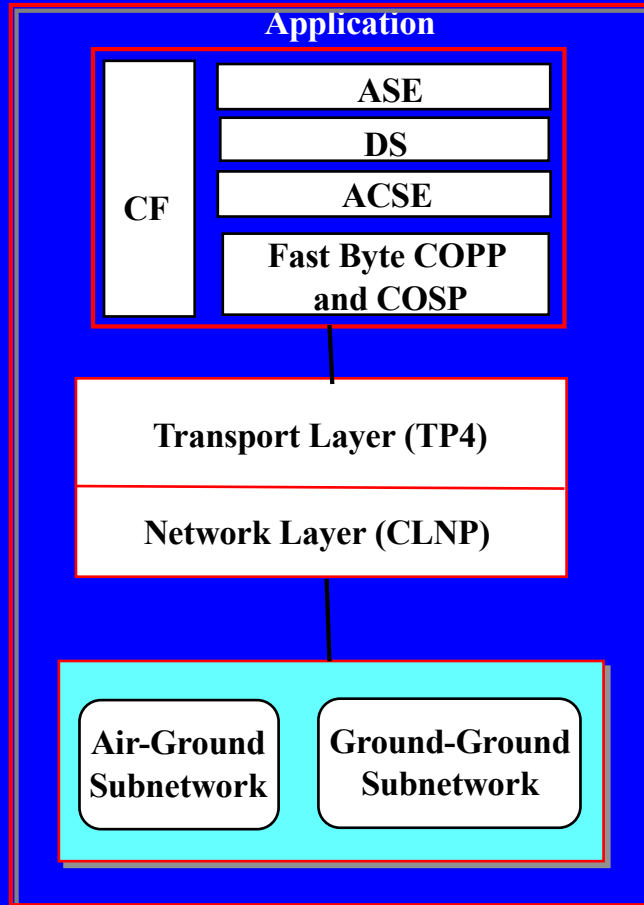 Application
CF
ASE
DS
ACSE
Fast Byte COPP
and COSP
Transport Layer (TP4)
Network Layer (CLNP)
Air-Ground
Subnetwork
Ground-Ground
Subnetwork